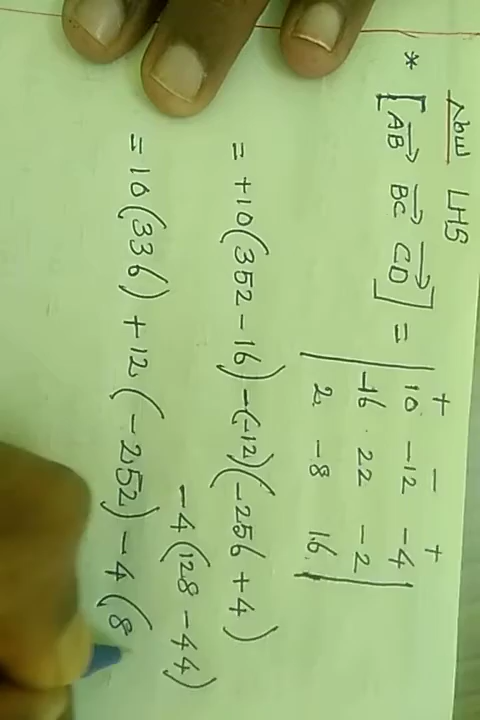 Now LHS
* [AB→ BC→ CD→] = | 10 -12 -4 |
+ - +
| -16 22 -2 |
| 2 -8 16 |
= +10(352-16) -(-12)(-256+4)
-4(128-44)
= 10(336) +12(-252) -4(8